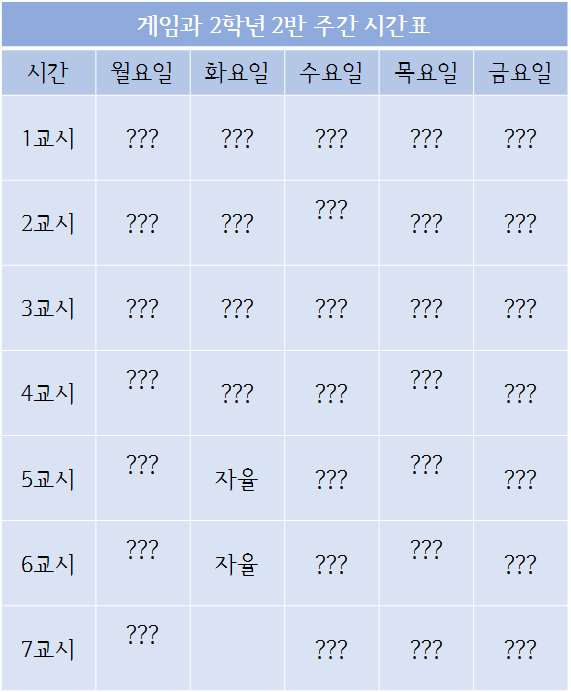 게임과 2학년 2반 주간 시간표
시간 월요일 화요일 수요일 목요일 금요일
1교시 ??? ??? ??? ??? ???
2교시 ??? ??? ??? ??? ???
3교시 ??? ??? ??? ??? ???
4교시 ??? ??? ??? ??? ???
5교시 ??? 자율 ??? ??? ???
6교시 ??? 자율 ??? ??? ???
7교시 ??? ??? ??? ???